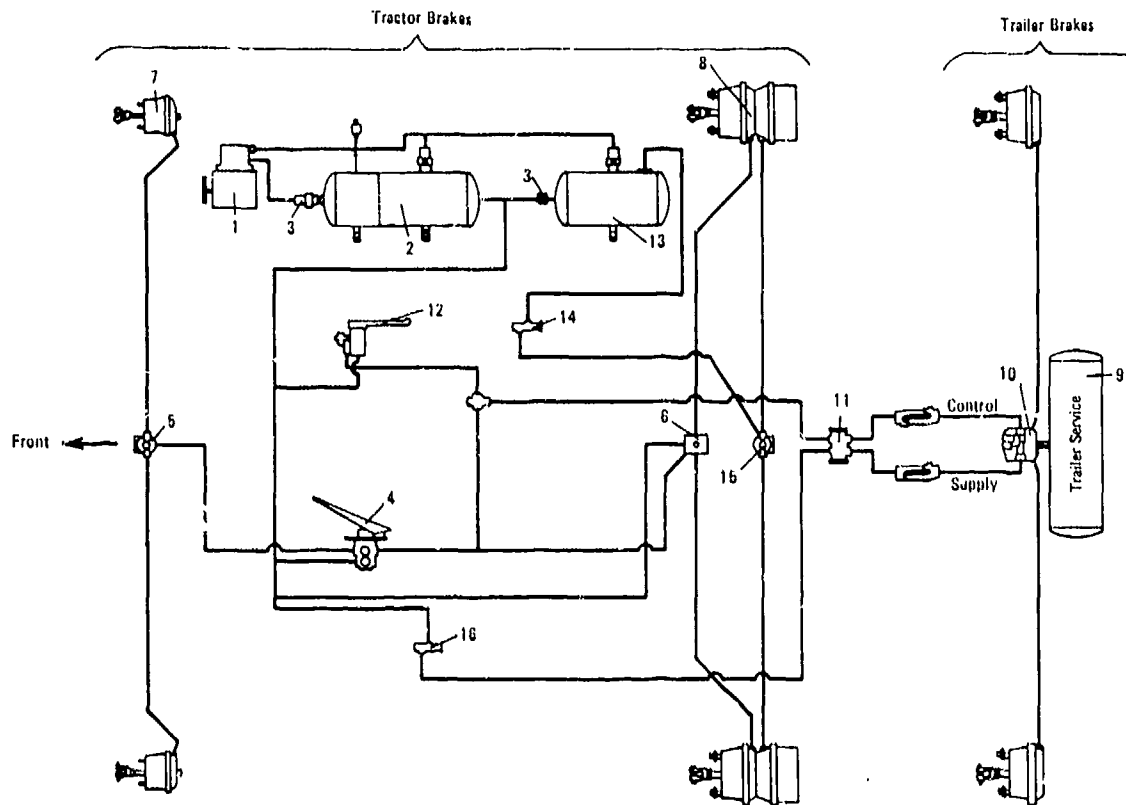 Tractor Brakes
Trailer Brakes
7
8
1
3
2
3
13
12
14
10
9
5
Front
6
15
11
Control
Supply
Trailer Service
4
16